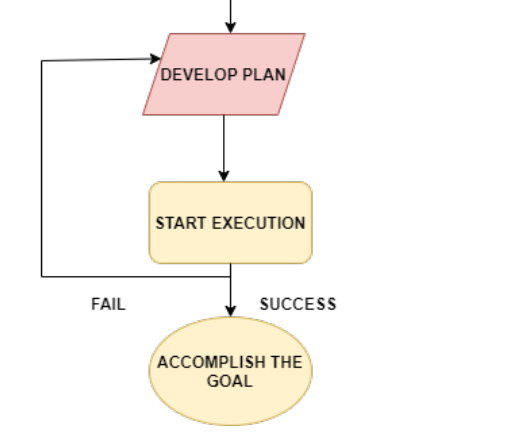 DEVELOP PLAN
START EXECUTION
FAIL
SUCCESS
ACCOMPLISH THE
GOAL